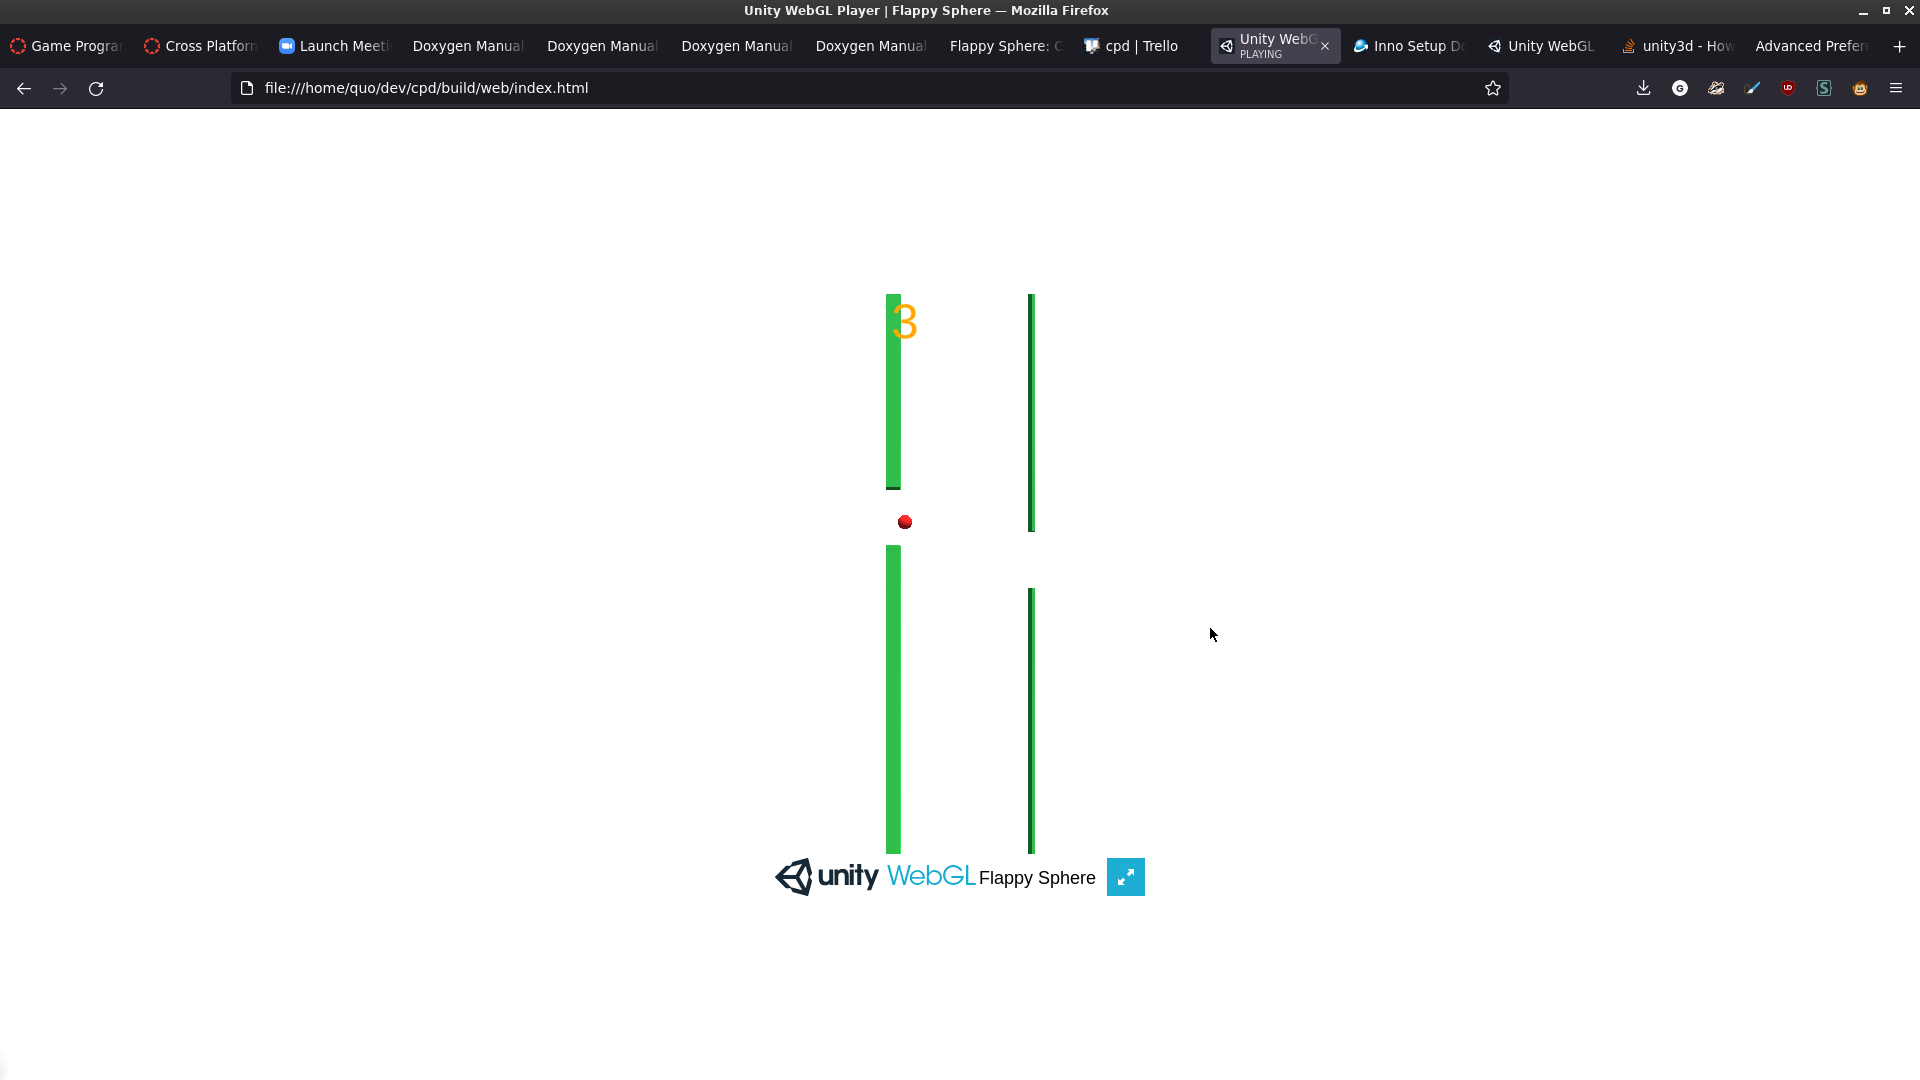 Unity WebGL Player | Flappy Sphere — Mozilla Firefox
Game Progra Cross Platform Launch Meeti Doxygen Manual Doxygen Manual Doxygen Manual Doxygen Manual Flappy Sphere: C cpd | Trello Unity WebG Inno Setup Do Unity WebGL unity3d - How Advanced Prefere
PLAYING
file:///home/quo/dev/cpd/build/web/index.html
3
unity WebGL Flappy Sphere